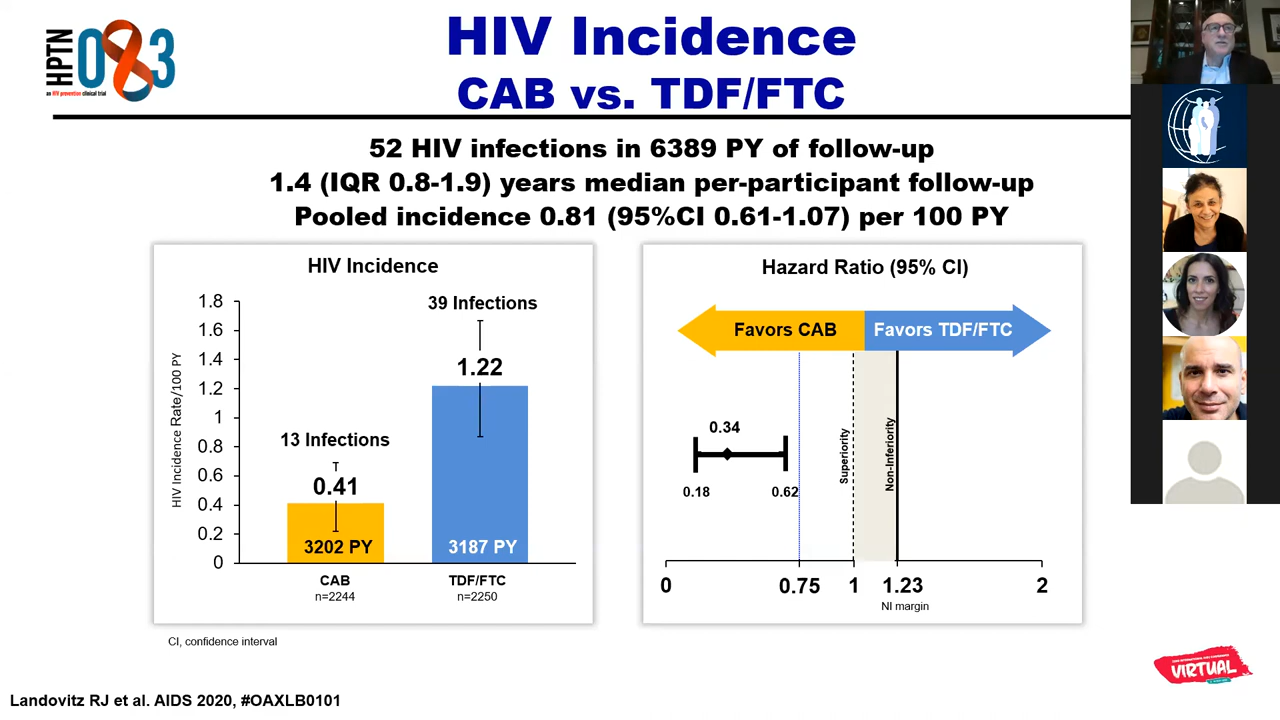 HPTN
083
an HIV prevention clinical trial
HIV Incidence
CAB vs. TDF/FTC
52 HIV infections in 6389 PY of follow-up
1.4 (IQR 0.8-1.9) years median per-participant follow-up
Pooled incidence 0.81 (95%CI 0.61-1.07) per 100 PY
HIV Incidence
HIV Incidence Rate/100 PY
1.8
1.6
1.4
1.2
1
0.8
0.6
0.4
0.2
0
13 Infections
0.41
3202 PY
39 Infections
1.22
3187 PY
CAB
n=2244
TDF/FTC
n=2250
Hazard Ratio (95% CI)
Favors CAB
Favors TDF/FTC
0.34
0.18
0.62
Superiority
Non-Inferiority
0
0.75
1
1.23
2
NI margin
CI, confidence interval
VIRTUAL
Landovitz RJ et al. AIDS 2020, #OAXLB0101